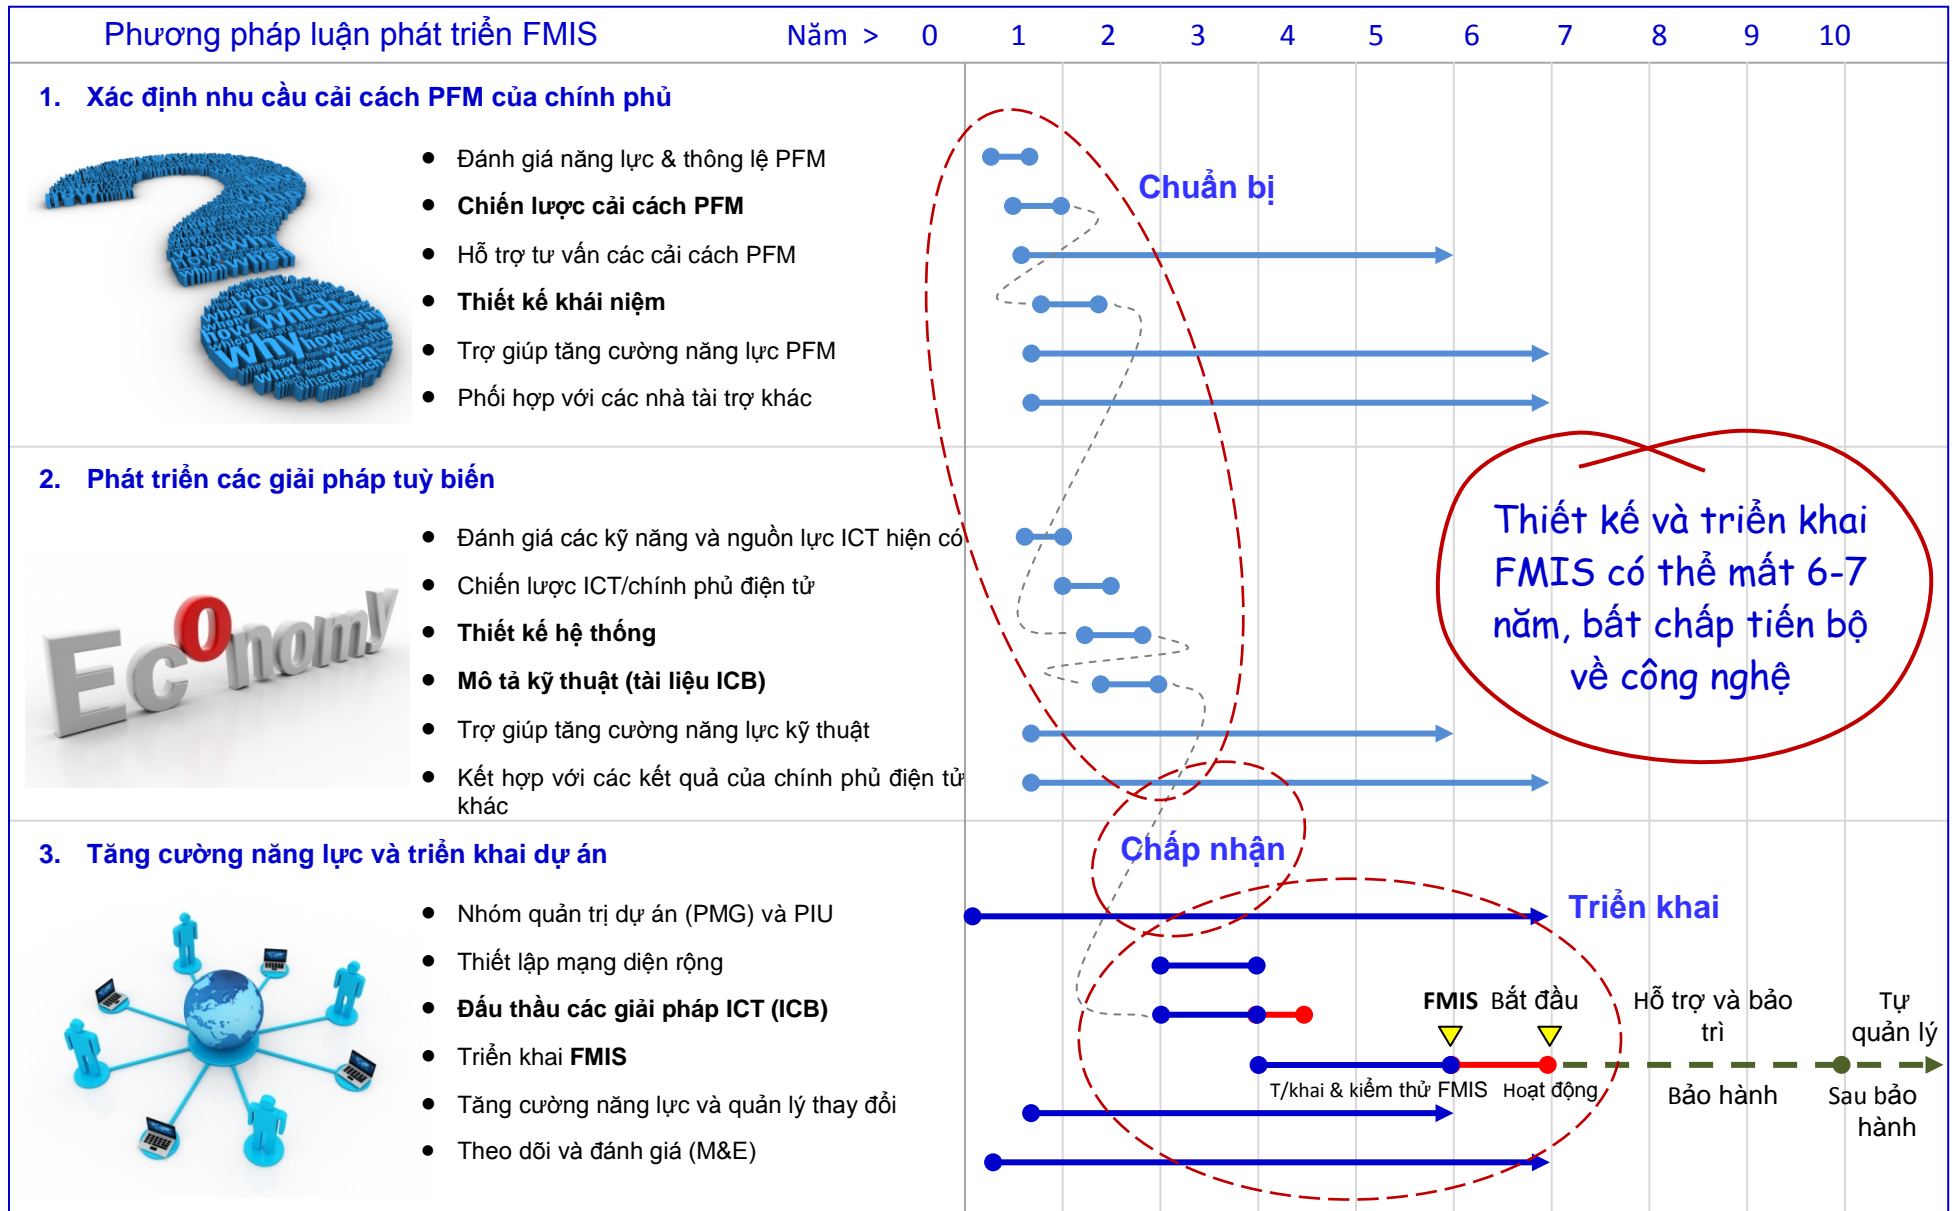 Phương pháp luận phát triển FMIS Năm > 0 1 2 3 4 5 6 7 8 9 10
1. Xác định nhu cầu cải cách PFM của chính phủ
Đánh giá năng lực & thông lệ PFM
Chiến lược cải cách PFM
Hỗ trợ tư vấn các cải cách PFM
Thiết kế khái niệm
Trợ giúp tăng cường năng lực PFM
Phối hợp với các nhà tài trợ khác
Chuẩn bị
why
how
which
2. Phát triển các giải pháp tuỳ biến
Economy
Đánh giá các kỹ năng và nguồn lực ICT hiện có
Chiến lược ICT/chính phủ điện tử
Thiết kế hệ thống
Mô tả kỹ thuật (tài liệu ICB)
Trợ giúp tăng cường năng lực kỹ thuật
Kết hợp với các kết quả của chính phủ điện tử
khác
Thiết kế và triển khai
FMIS có thể mất 6-7
năm, bất chấp tiến bộ
về công nghệ
3. Tăng cường năng lực và triển khai dự án
Chấp nhận
Triển khai
Nhóm quản trị dự án (PMG) và PIU
Thiết lập mạng diện rộng
Đấu thầu các giải pháp ICT (ICB)
Triển khai FMIS
Tăng cường năng lực và quản lý thay đổi
Theo dõi và đánh giá (M&E)
FMIS Bắt đầu
Hỗ trợ và bảo
trì
Tự
quản lý
T/khai & kiểm thử FMIS
Hoạt động
Bảo hành
Sau bảo
hành